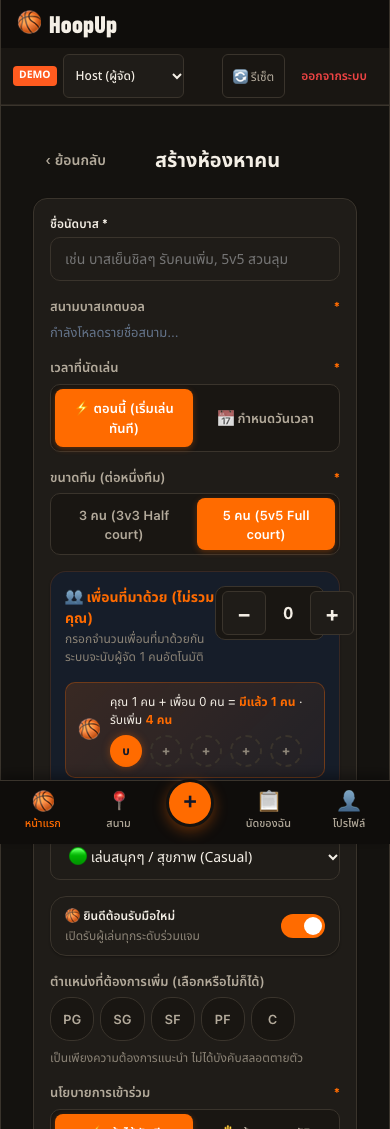 HoopUp
DEMO
Host (ผู้จัด)
รีเซ็ต
ออกจากระบบ
‹ ย้อนกลับ
สร้างห้องหาคน
ชื่อนัดบาส *
เช่น บาสเย็นชิลๆ รับคนเพิ่ม, 5v5 สวนลุม
สนามบาสเกตบอล *
กำลังโหลดรายชื่อสนาม...
เวลาที่นัดเล่น *
⚡ ตอนนี้ (เริ่มเล่น
ทันที)
📅 กำหนดวันเวลา
ขนาดทีม (ต่อหนึ่งทีม) *
3 คน (3v3 Half
court)
5 คน (5v5 Full
court)
👥 เพื่อนที่มาด้วย (ไม่รวม
คุณ)
− 0 +
กรอกจำนวนเพื่อนที่มาด้วยกัน
ระบบจะนับผู้จัด 1 คนอัตโนมัติ
คุณ 1 คน + เพื่อน 0 คน = มีแล้ว 1 คน ·
รับเพิ่ม 4 คน
บ + + + +
หน้าแรก
สนาม
+
นัดของฉัน
โปรไฟล์
🟢 เล่นสนุกๆ / สุขภาพ (Casual)
🏀 ยินดีต้อนรับมือใหม่
เปิดรับผู้เล่นทุกระดับร่วมแจม
ตำแหน่งที่ต้องการเพิ่ม (เลือกหรือไม่ก็ได้)
PG SG SF PF C
เป็นเพียงความต้องการแนะนำ ไม่ได้บังคับสลอตตายตัว
นโยบายการเข้าร่วม *